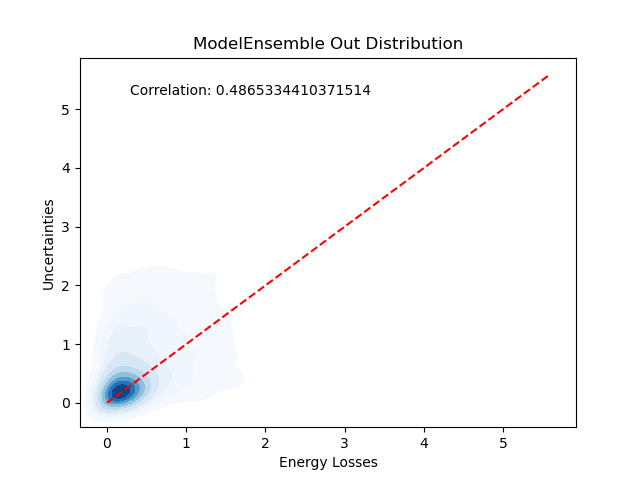 ModelEnsemble Out Distribution
Correlation: 0.4865334410371514
Uncertainties
5
4
3
2
1
0
0 1 2 3 4 5
Energy Losses